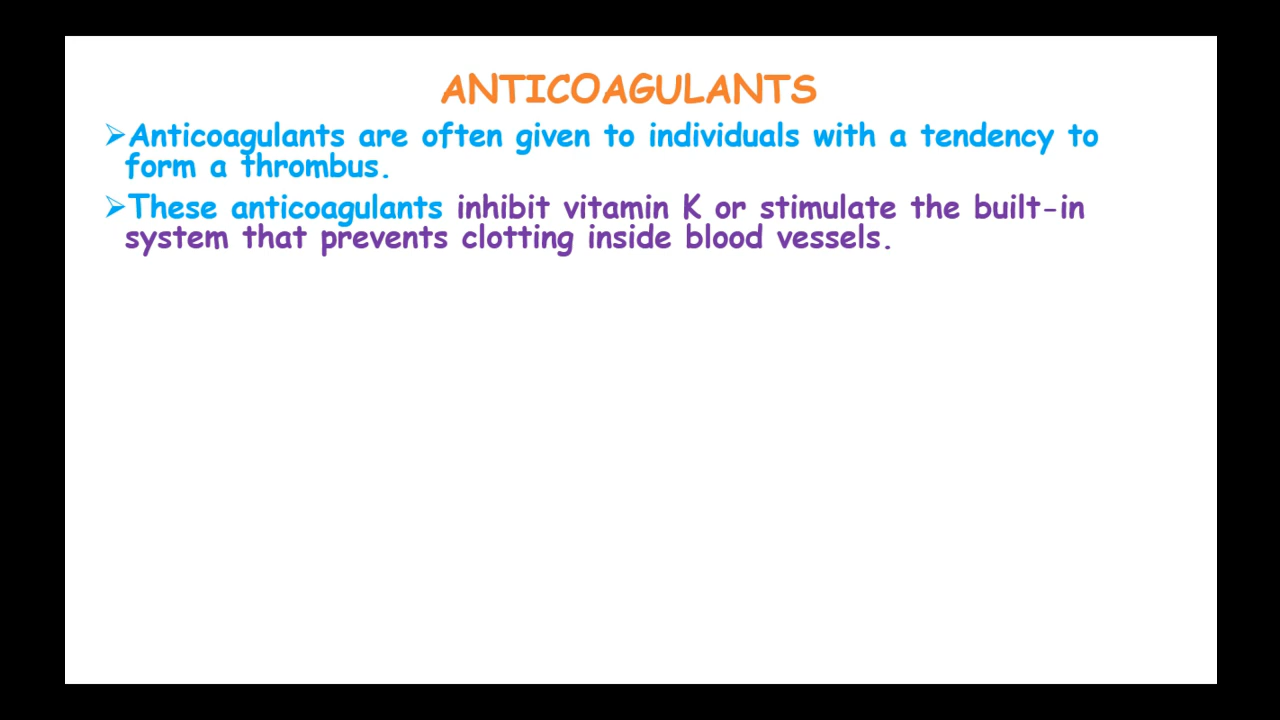 ANTICOAGULANTS
➢Anticoagulants are often given to individuals with a tendency to
form a thrombus.
➢These anticoagulants inhibit vitamin K or stimulate the built-in
system that prevents clotting inside blood vessels.